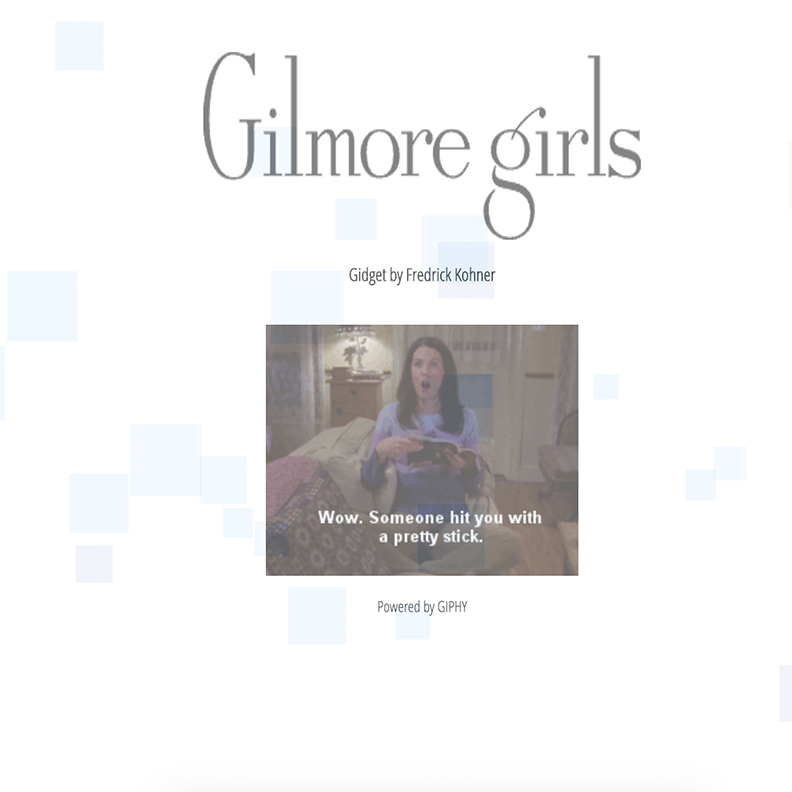 Gilmore girls
Gidget by Fredrick Kohner
Wow. Someone hit you with
a pretty stick.
Powered by GIPHY